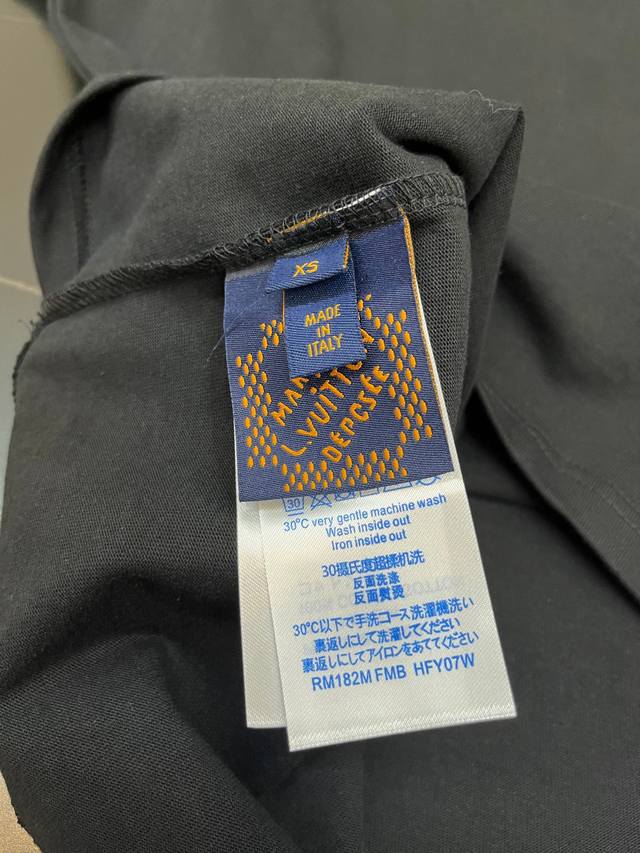 XS
MADE
IN
ITALY
L.VUITTON
DEPOSEE
30°C very gentle machine wash
Wash inside out
Iron inside out
30摄氏度超揉机洗
反面洗涤
反面熨烫
30°C以下で手洗コース洗濯機洗い
裏返しにして洗濯してください
裏返しにしてアイロンをあててください
RM182M FMB HFY07W